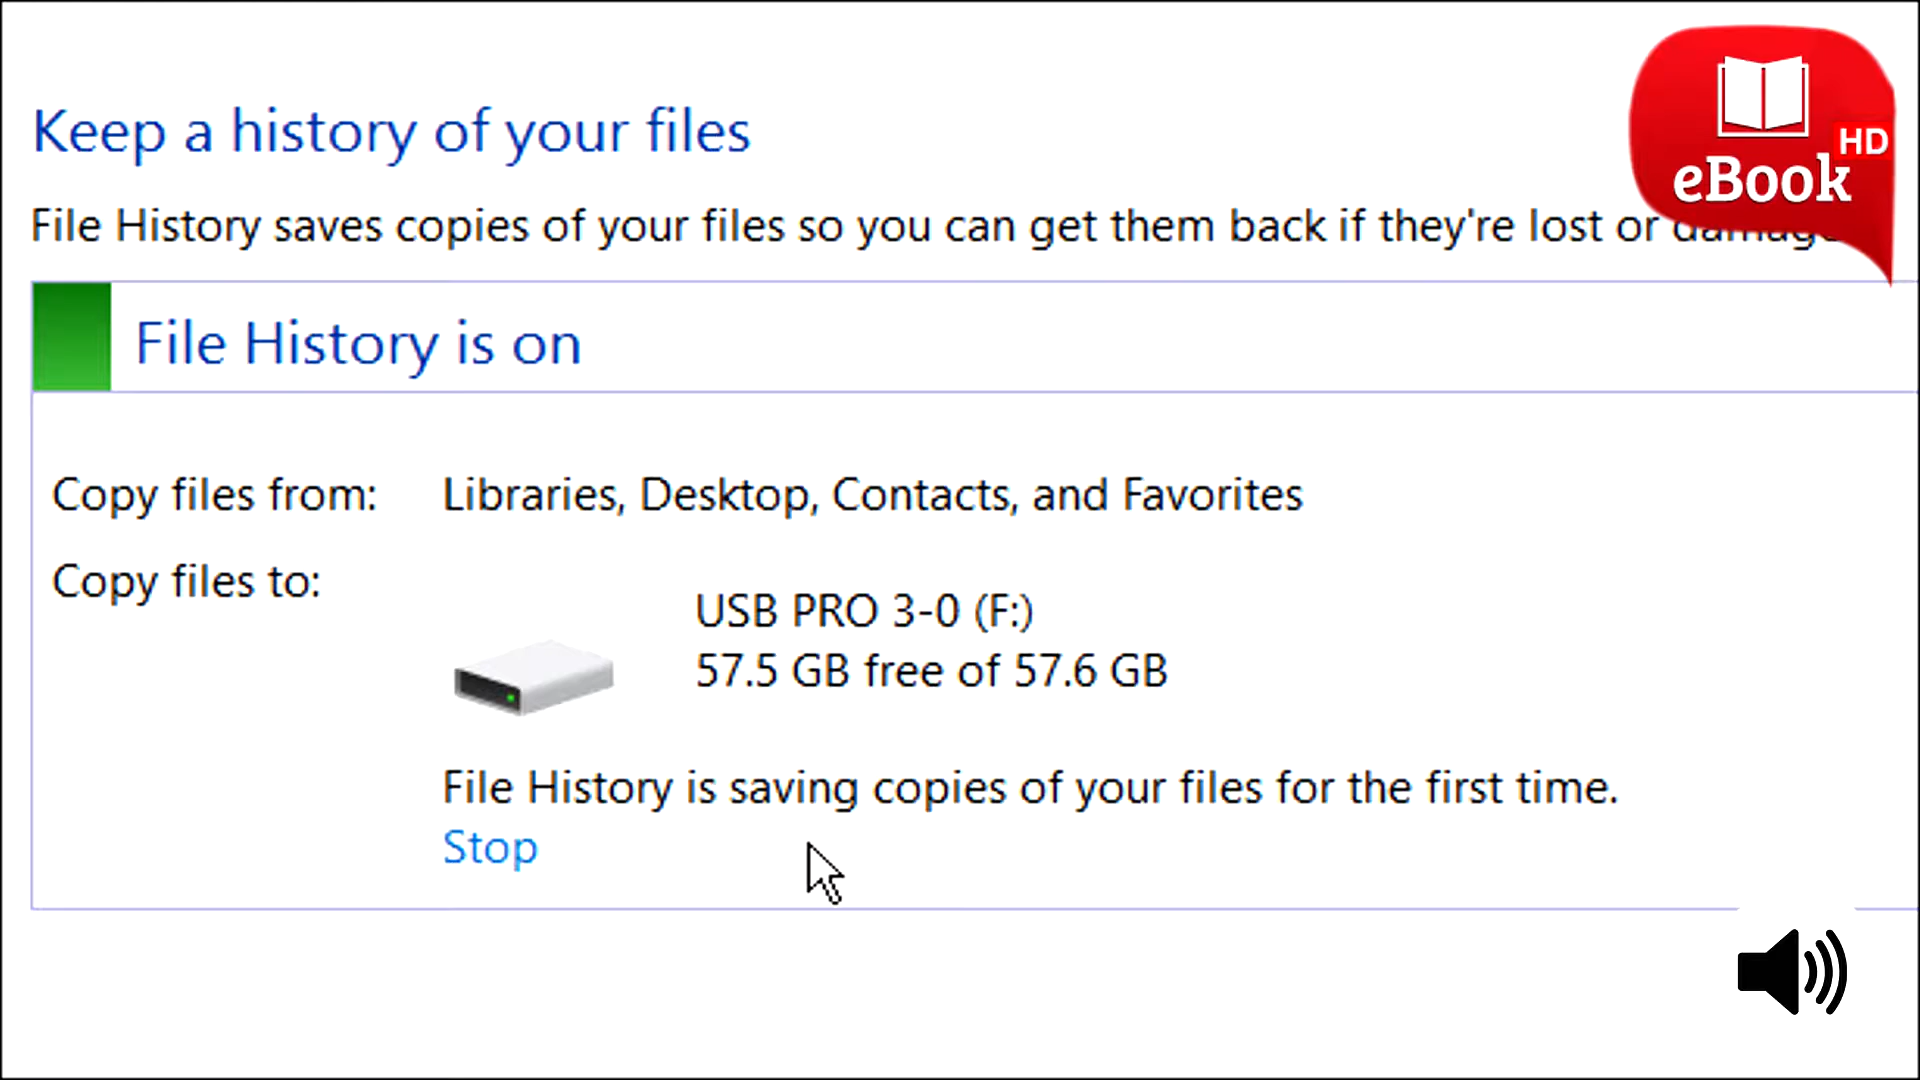 Keep a history of your files
File History saves copies of your files so you can get them back if they're lost or
eBook HD
File History is on
Copy files from: Libraries, Desktop, Contacts, and Favorites
Copy files to:
USB PRO 3-0 (F:)
57.5 GB free of 57.6 GB
File History is saving copies of your files for the first time.
Stop